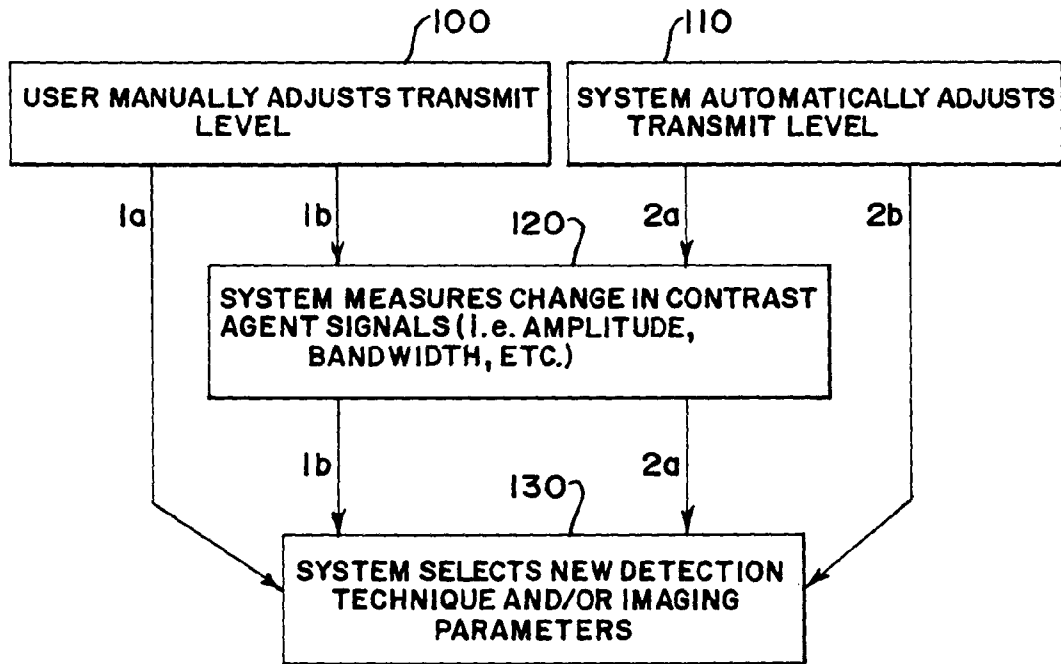 100
110
USER MANUALLY ADJUSTS TRANSMIT
LEVEL
SYSTEM AUTOMATICALLY ADJUSTS
TRANSMIT LEVEL
1a
1b
2a
2b
120
SYSTEM MEASURES CHANGE IN CONTRAST
AGENT SIGNALS (i.e. AMPLITUDE,
BANDWIDTH, ETC.)
1b
2a
130
SYSTEM SELECTS NEW DETECTION
TECHNIQUE AND/OR IMAGING
PARAMETERS